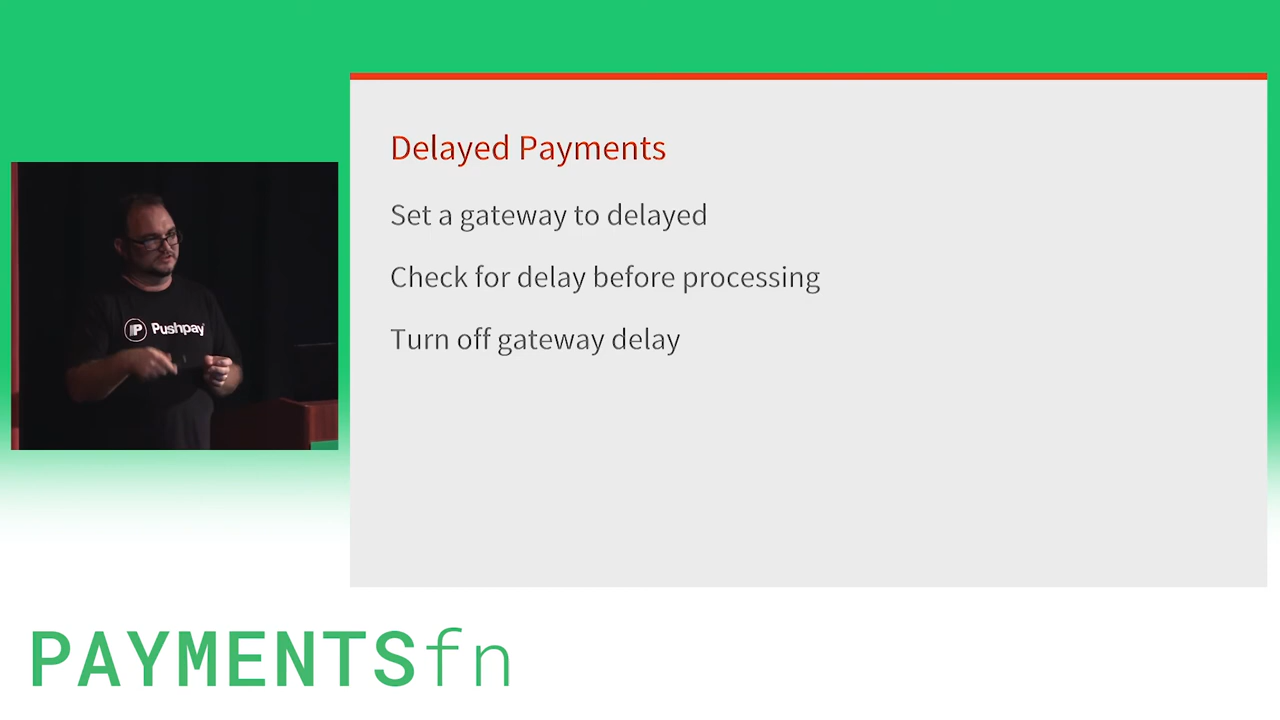 Delayed Payments
Set a gateway to delayed
Check for delay before processing
Turn off gateway delay
Pushpay
PAYMENTSfn